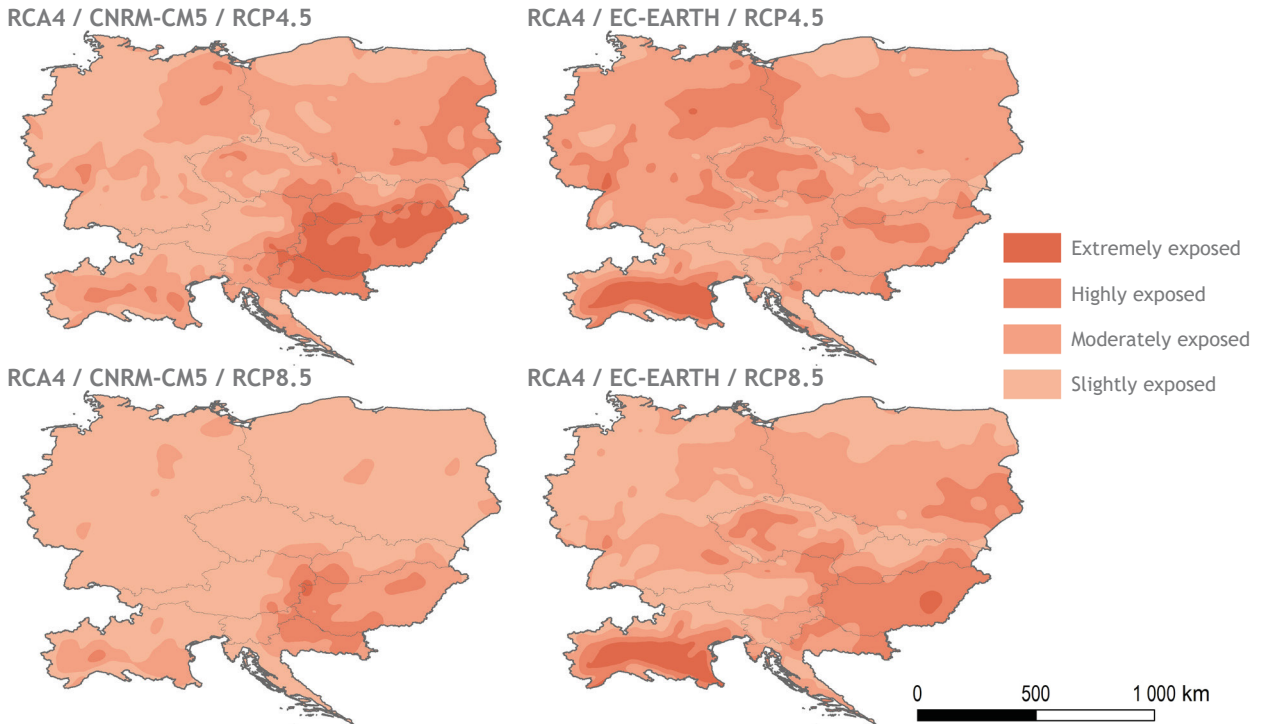 RCA4 / CNRM-CM5 / RCP4.5
RCA4 / EC-EARTH / RCP4.5
Extremely exposed
Highly exposed
Moderately exposed
Slightly exposed
RCA4 / CNRM-CM5 / RCP8.5
RCA4 / EC-EARTH / RCP8.5
0 500 1 000 km